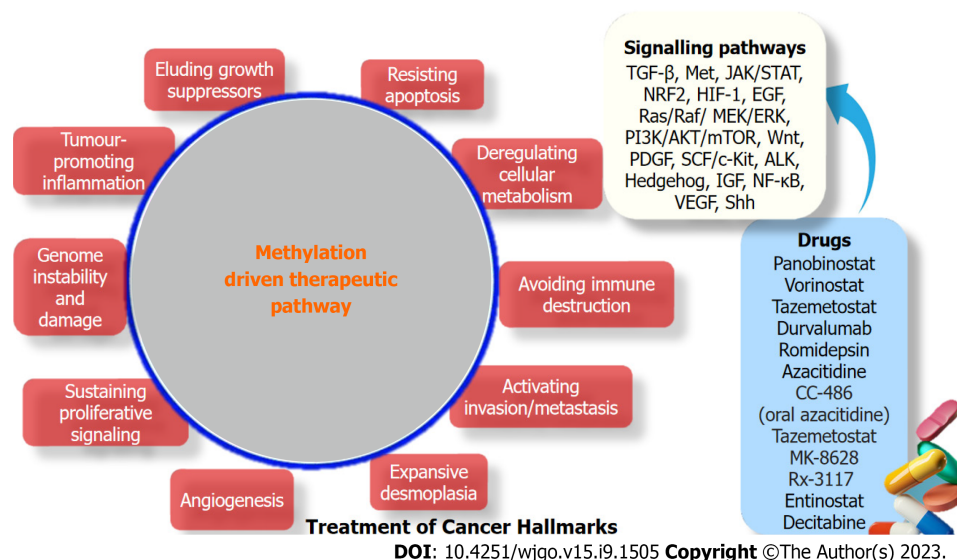 Eluding growth
suppressors
Resisting
apoptosis
Tumour-
promoting
inflammation
Deregulating
cellular
metabolism
Genome
instability
and
damage
Methylation
driven therapeutic
pathway
Avoiding immune
destruction
Sustaining
proliferative
signaling
Activating
invasion/metastasis
Angiogenesis
Expansive
desmoplasia
Treatment of Cancer Hallmarks
Signalling pathways
TGF-β, Met, JAK/STAT,
NRF2, HIF-1, EGF,
Ras/Raf/ MEK/ERK,
PI3K/AKT/mTOR, Wnt,
PDGF, SCF/c-Kit, ALK,
Hedgehog, IGF, NF-κB,
VEGF, Shh
Drugs
Panobinostat
Vorinostat
Tazemetostat
Durvalumab
Romidepsin
Azacitidine
CC-486
(oral azacitidine)
Tazemetostat
MK-8628
Rx-3117
Entinostat
Decitabine
DOI: 10.4251/wjgo.v15.i9.1505 Copyright ©The Author(s) 2023.